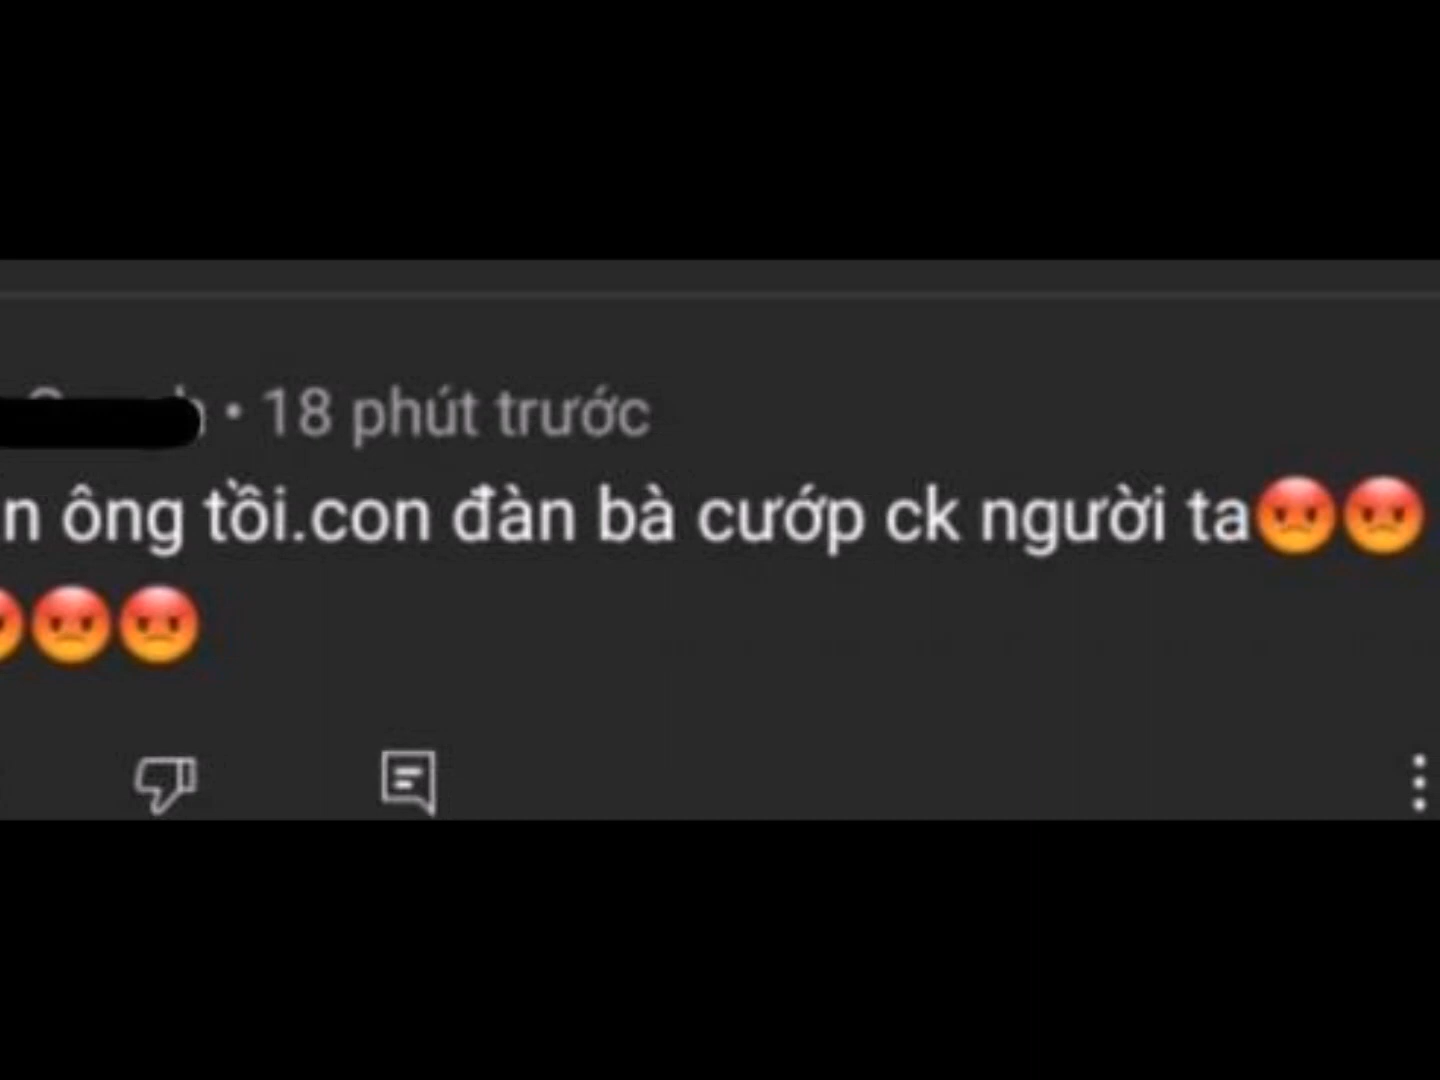 • 18 phút trước
n ông tồi.con đàn bà cướp ck người ta😡😡
😡😡😡